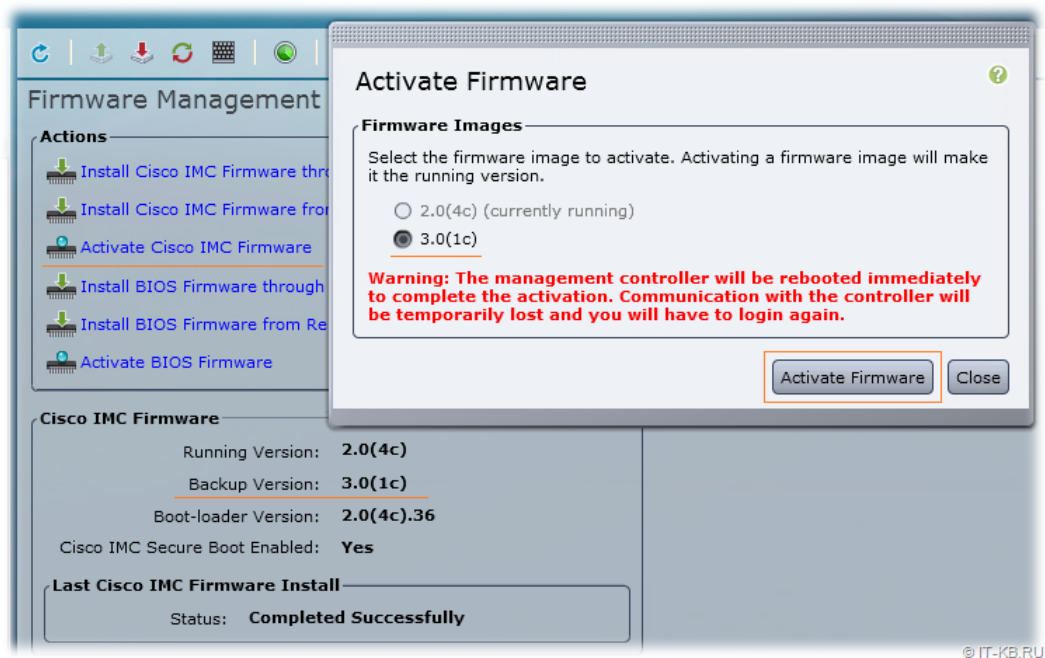 Firmware Management
Actions
Install Cisco IMC Firmware thr
Install Cisco IMC Firmware fro
Activate Cisco IMC Firmware
Install BIOS Firmware through
Install BIOS Firmware from Re
Activate BIOS Firmware
Activate Firmware
Firmware Images
Select the firmware image to activate. Activating a firmware image will make
it the running version.
2.0(4c) (currently running)
3.0(1c)
Warning: The management controller will be rebooted immediately
to complete the activation. Communication with the controller will
be temporarily lost and you will have to login again.
Activate Firmware
Close
Cisco IMC Firmware
Running Version: 2.0(4c)
Backup Version: 3.0(1c)
Boot-loader Version: 2.0(4c).36
Cisco IMC Secure Boot Enabled: Yes
Last Cisco IMC Firmware Install
Status: Completed Successfully
© IT-KB.RU